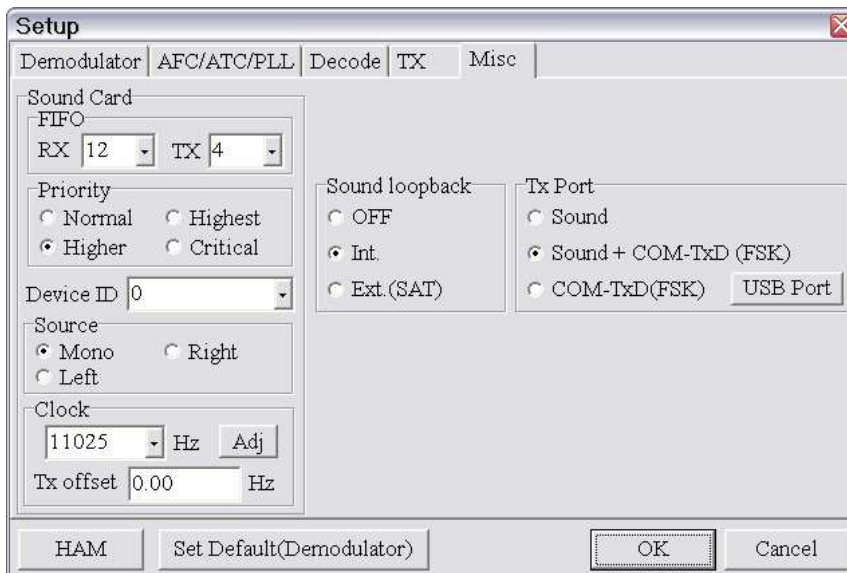 Setup
Demodulator AFC/ATC/PLL Decode TX Misc
Sound Card
FIFO
RX 12 TX 4
Priority
Normal Highest
Higher Critical
Device ID 0
Source
Mono Right
Left
Clock
11025 Hz Adj
Tx offset 0.00 Hz
Sound loopback
OFF
Int.
Ext.(SAT)
Tx Port
Sound
Sound + COM-TxD (FSK)
COM-TxD(FSK) USB Port
HAM Set Default(Demodulator) OK Cancel